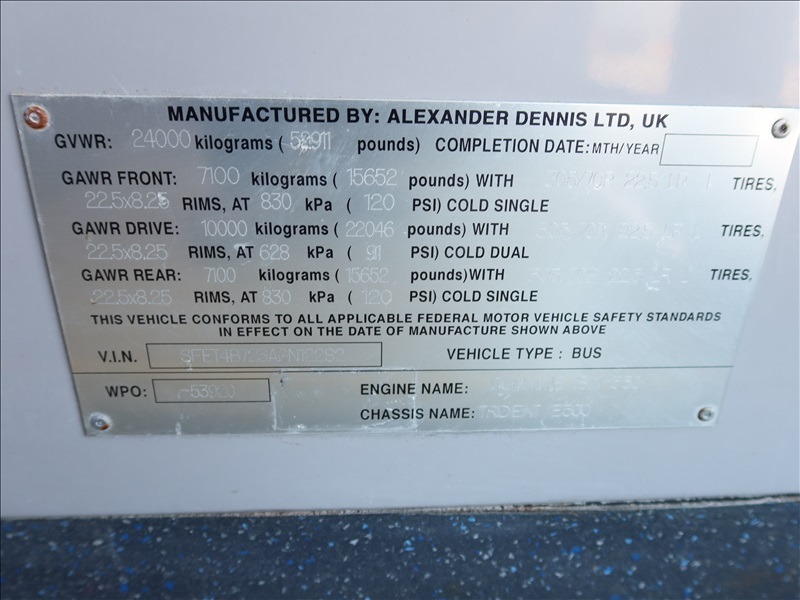 MANUFACTURED BY: ALEXANDER DENNIS LTD, UK
GVWR: 24000 kilograms ( 52911 pounds) COMPLETION DATE: MTH/YEAR
GAWR FRONT: 7100 kilograms ( 15652 pounds) WITH TIRES,
22.5x8.25 RIMS, AT 830 kPa ( 120 PSI) COLD SINGLE
GAWR DRIVE: 10000 kilograms ( 22046 pounds) WITH TIRES,
22.5x8.25 RIMS, AT 628 kPa ( 91 PSI) COLD DUAL
GAWR REAR: 7100 kilograms ( 15652 pounds)WITH TIRES,
22.5x8.25 RIMS, AT 830 kPa ( 120 PSI) COLD SINGLE
THIS VEHICLE CONFORMS TO ALL APPLICABLE FEDERAL MOTOR VEHICLE SAFETY STANDARDS
IN EFFECT ON THE DATE OF MANUFACTURE SHOWN ABOVE
V.I.N. VEHICLE TYPE : BUS
WPO: ENGINE NAME:
CHASSIS NAME: TRIDENT E500